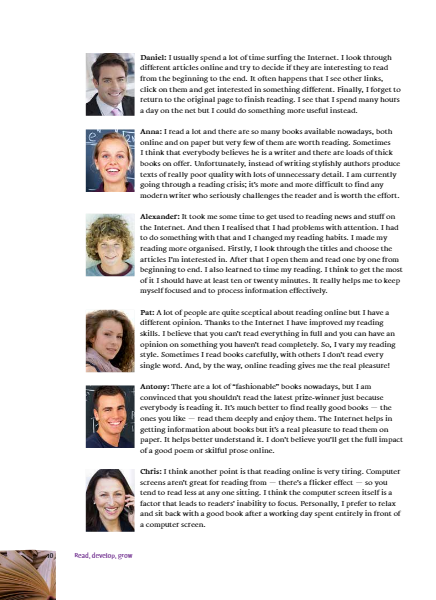 Daniel: I usually spend a lot of time surfing the Internet. I look through
different articles online and try to decide if they are interesting to read
from the beginning to the end. It often happens that I see other links,
click on them and get interested in something different. Finally, I forget to
return to the original page to finish reading. I see that I spend many hours
a day on the net but I could do something more useful instead.
Anna: I read a lot and there are so many books available nowadays, both
online and on paper but very few of them are worth reading. Sometimes
I think that everybody believes he is a writer and there are loads of thick
books on offer. Unfortunately, instead of writing stylishly authors produce
texts of really poor quality with lots of unnecessary detail. I am currently
going through a reading crisis; it's more and more difficult to find any
modern writer who seriously challenges the reader and is worth the effort.
Alexander: It took me some time to get used to reading news and stuff on
the Internet. And then I realised that I had problems with attention. I had
to do something with that and I changed my reading habits. I made my
reading more organised. Firstly, I look through the titles and choose the
articles I'm interested in. After that I open them and read one by one from
beginning to end. I also learned to time my reading. I think to get the most
of it I should have at least ten or twenty minutes. It really helps me to keep
myself focused and to process information effectively.
Pat: A lot of people are quite sceptical about reading online but I have a
different opinion. Thanks to the Internet I have improved my reading
skills. I believe that you can't read everything in full and you can have an
opinion on something you haven't read completely. So, I vary my reading
style. Sometimes I read books carefully, with others I don't read every
single word. And, by the way, online reading gives me the real pleasure!
Antony: There are a lot of "fashionable" books nowadays, but I am
convinced that you shouldn't read the latest prize-winner just because
everybody is reading it. It's much better to find really good books — the
ones you like — read them deeply and enjoy them. The Internet helps in
getting information about books but it's a real pleasure to read them on
paper. It helps better understand it. I don't believe you'll get the full impact
of a good poem or skilful prose online.
Chris: I think another point is that reading online is very tiring. Computer
screens aren't great for reading from — there's a flicker effect — so you
tend to read less at any one sitting. I think the computer screen itself is a
factor that leads to readers' inability to focus. Personally, I prefer to relax
and sit back with a good book after a working day spent entirely in front of
a computer screen.
10 Read, develop, grow